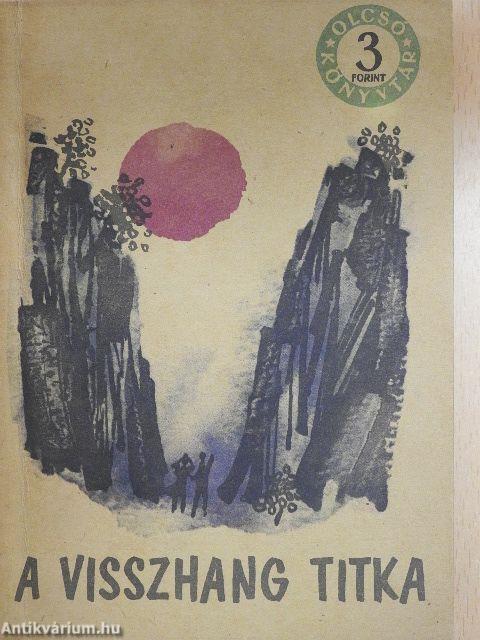 OLCSÓ KÖNYVTÁR
3
FORINT
A VISSZHANG TITKA
Antikvárium.hu